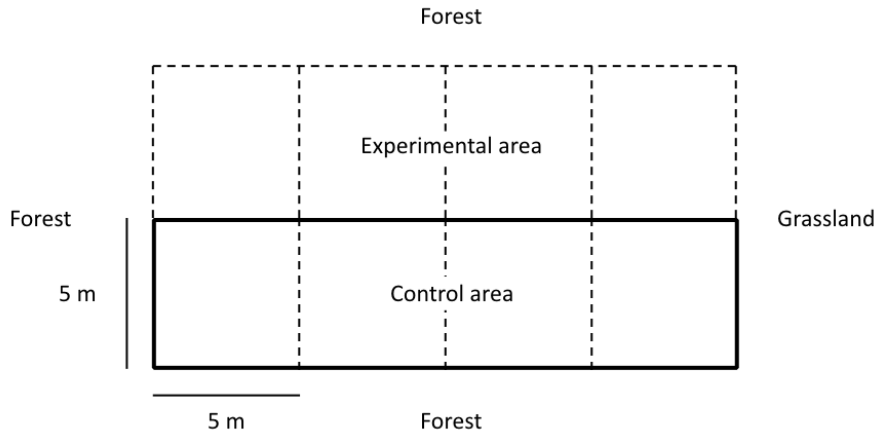 Forest
Experimental area
Forest
Grassland
5 m
Control area
5 m
Forest